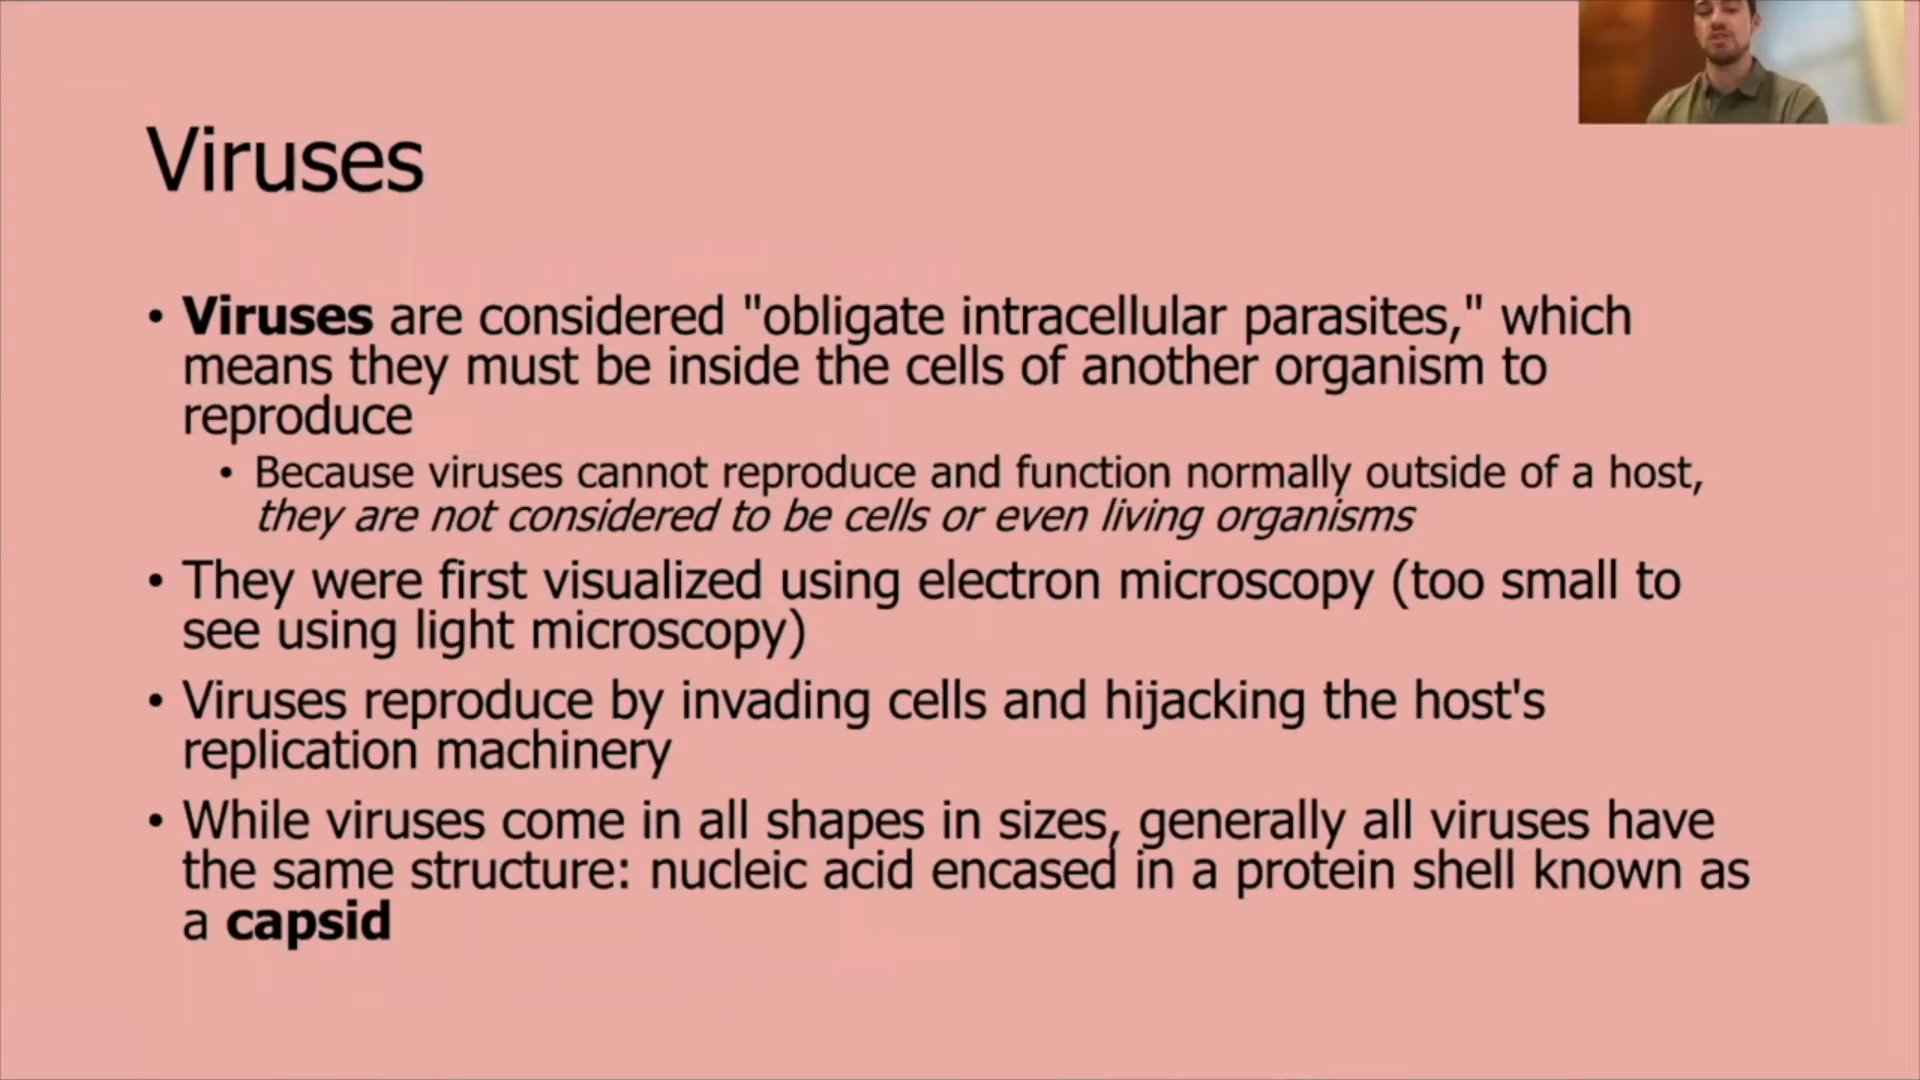 Viruses
• Viruses are considered "obligate intracellular parasites," which
means they must be inside the cells of another organism to
reproduce
• Because viruses cannot reproduce and function normally outside of a host,
they are not considered to be cells or even living organisms
• They were first visualized using electron microscopy (too small to
see using light microscopy)
• Viruses reproduce by invading cells and hijacking the host's
replication machinery
• While viruses come in all shapes in sizes, generally all viruses have
the same structure: nucleic acid encased in a protein shell known as
a capsid